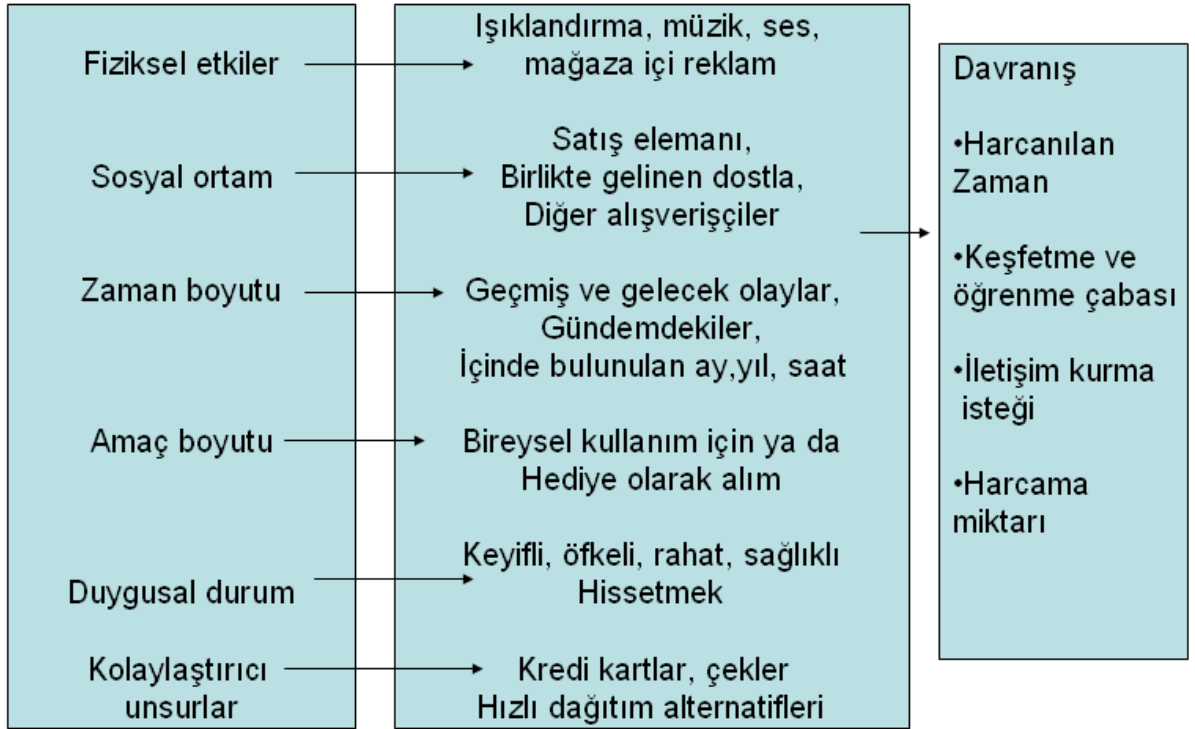 Fiziksel etkiler
Işıklandırma, müzik, ses,
mağaza içi reklam
Sosyal ortam
Satış elemanı,
Birlikte gelinen dostla,
Diğer alışverişçiler
Zaman boyutu
Geçmiş ve gelecek olaylar,
Gündemdekiler,
İçinde bulunulan ay,yıl, saat
Amaç boyutu
Bireysel kullanım için ya da
Hediye olarak alım
Duygusal durum
Keyifli, öfkeli, rahat, sağlıklı
Hissetmek
Kolaylaştırıcı
unsurlar
Kredi kartlar, çekler
Hızlı dağıtım alternatifleri
Davranış
•Harcanılan
Zaman
•Keşfetme ve
öğrenme çabası
•İletişim kurma
isteği
•Harcama
miktarı